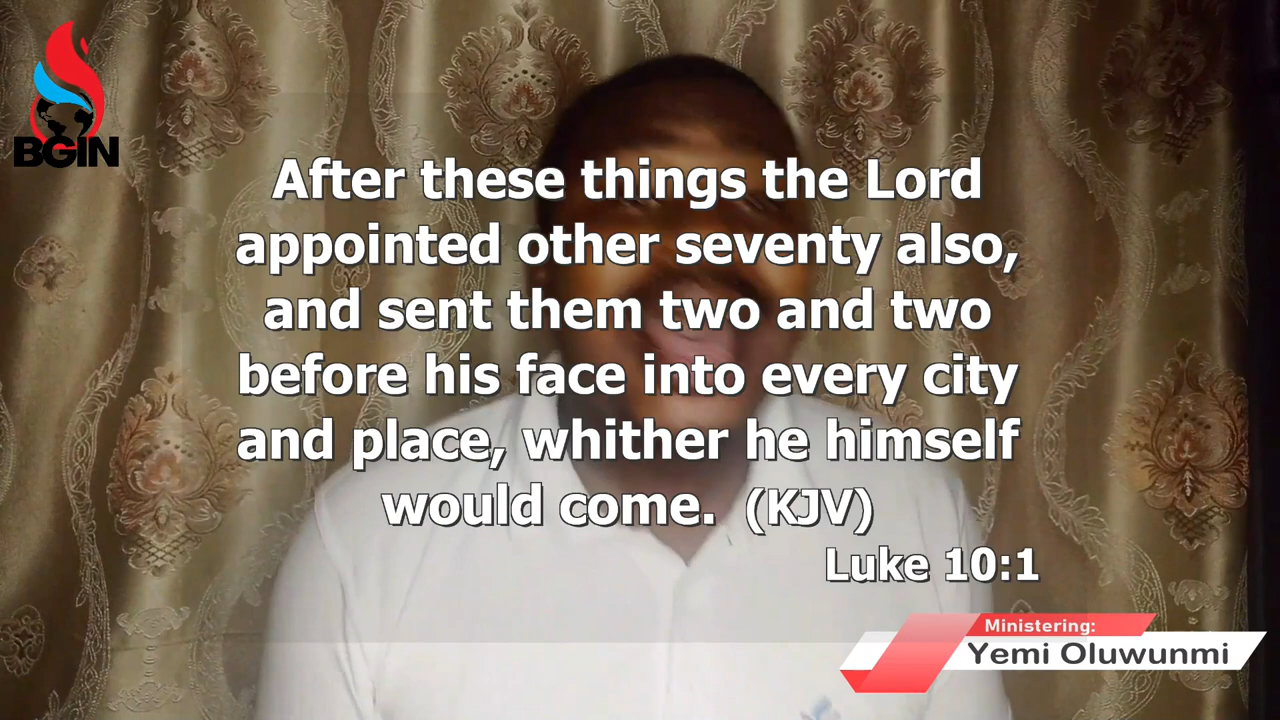 BGIN
After these things the Lord
appointed other seventy also,
and sent them two and two
before his face into every city
and place, whither he himself
would come. (KJV)
Luke 10:1
Ministering:
Yemi Oluwunmi